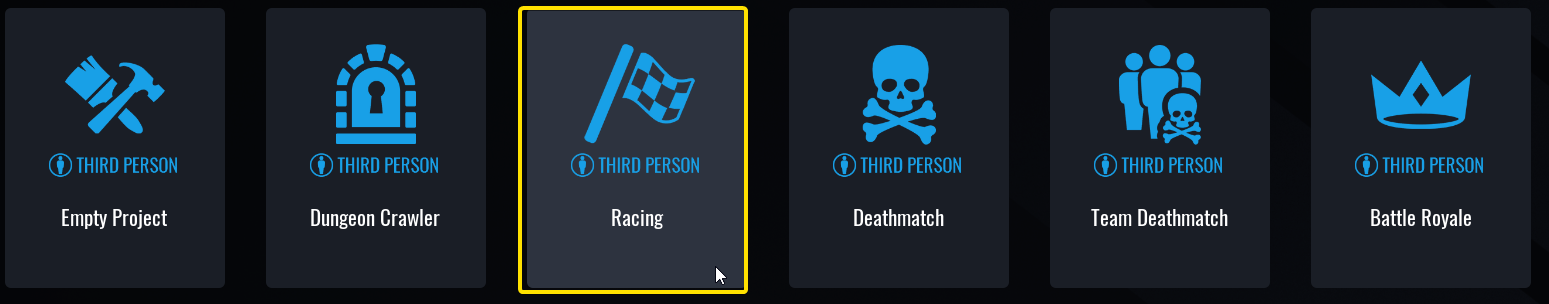 THIRD PERSON
Empty Project
THIRD PERSON
Dungeon Crawler
THIRD PERSON
Racing
THIRD PERSON
Deathmatch
THIRD PERSON
Team Deathmatch
THIRD PERSON
Battle Royale